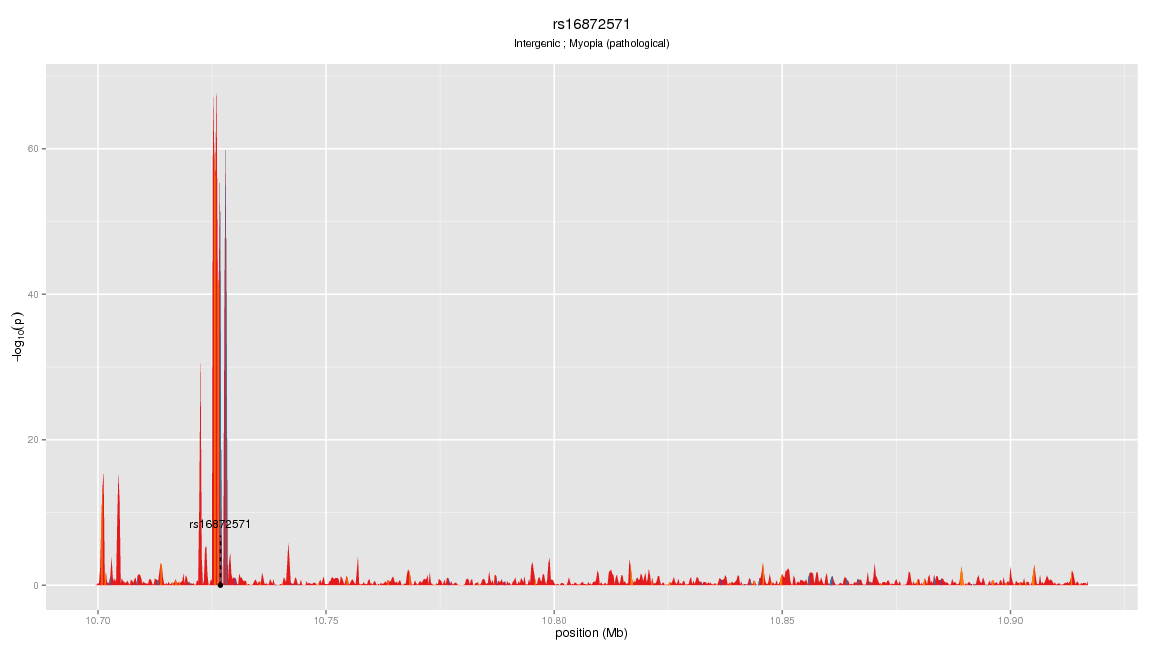 rs16872571
Intergenic ; Myopia (pathological)
60
40
20
0
−log10(p)
rs16872571
10.70 10.75 10.80 10.85 10.90
position (Mb)